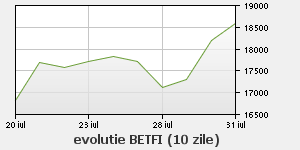 19000
18500
18000
17500
17000
16500
20 iul
23 iul
28 iul
31 iul
evolutie BETFI (10 zile)